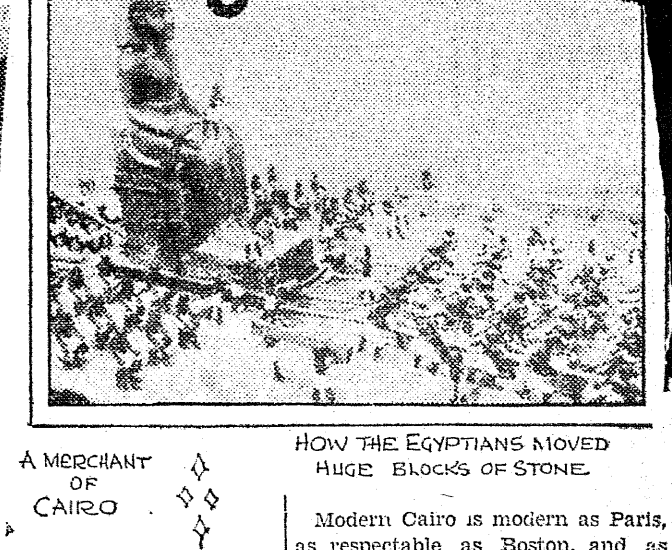 HOW THE EGYPTIANS MOVED
HUGE BLOCKS OF STONE
A MERCHANT
OF
CAIRO
Modern Cairo is modern as Paris,
as respectable as Boston, and as